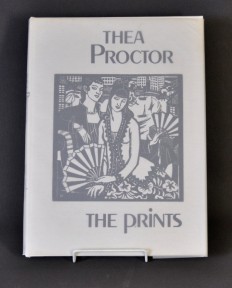 THEA
PROCTOR
THE PRINTS